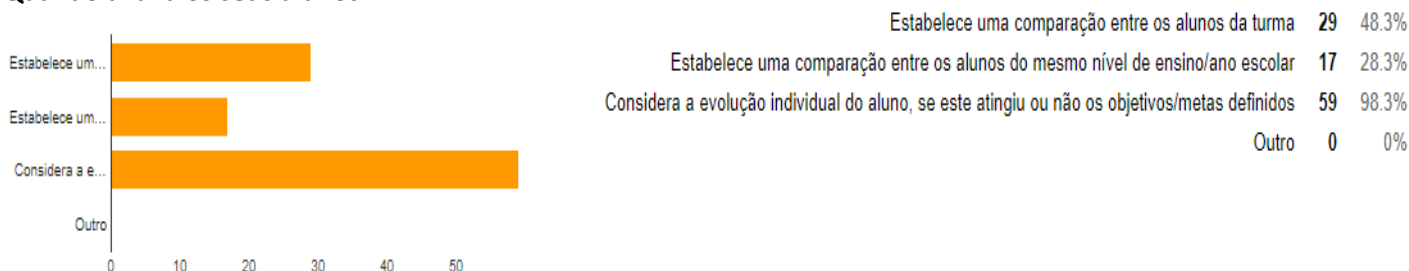 Estabelece uma comparação entre os alunos da turma 29 48.3%
Estabelece uma comparação entre os alunos do mesmo nível de ensino/ano escolar 17 28.3%
Considera a evolução individual do aluno, se este atingiu ou não os objetivos/metas definidos 59 98.3%
Outro 0 0%
Estabelece um...
Estabelece um...
Considera a e...
Outro
0 10 20 30 40 50